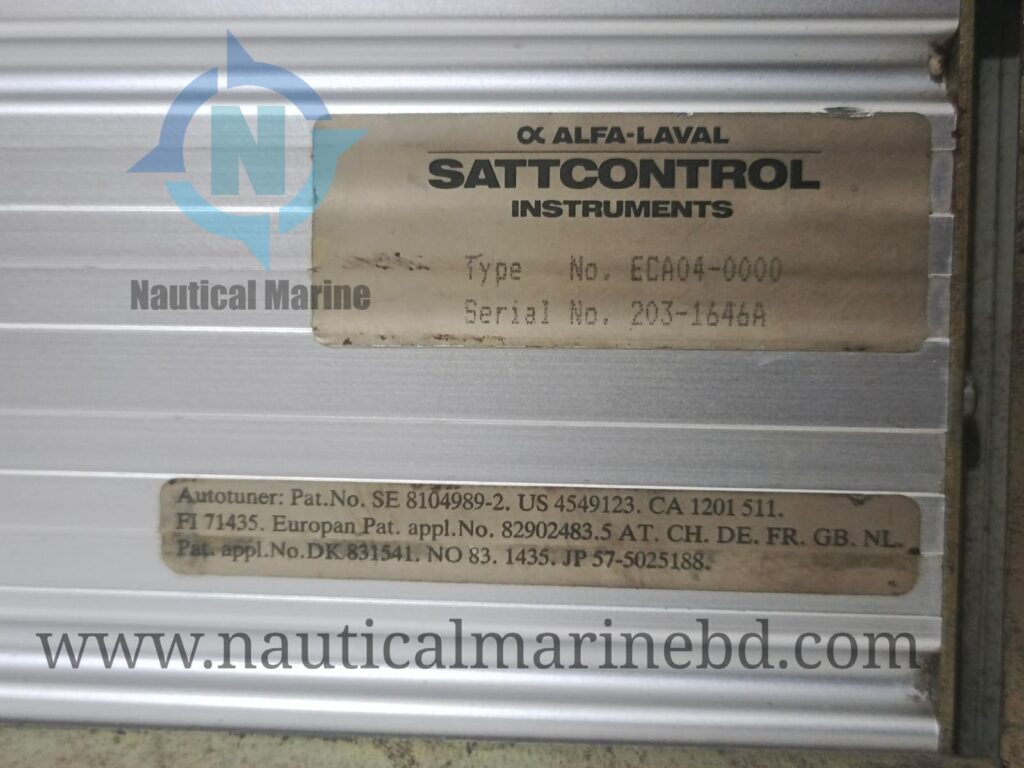 α ALFA-LAVAL
SATTCONTROL
INSTRUMENTS
Type No. ECA04-0000
Serial No. 203-1646A
N
Nautical Marine
Autotuner: Pat.No. SE 8104989-2. US 4549123. CA 1201 511.
FI 71435. Europan Pat. appl.No. 82902483.5 AT. CH. DE. FR. GB. NL.
Pat. appl.No.DK 831541. NO 83. 1435. JP 57-5025188.
www.nauticalmarinebd.com